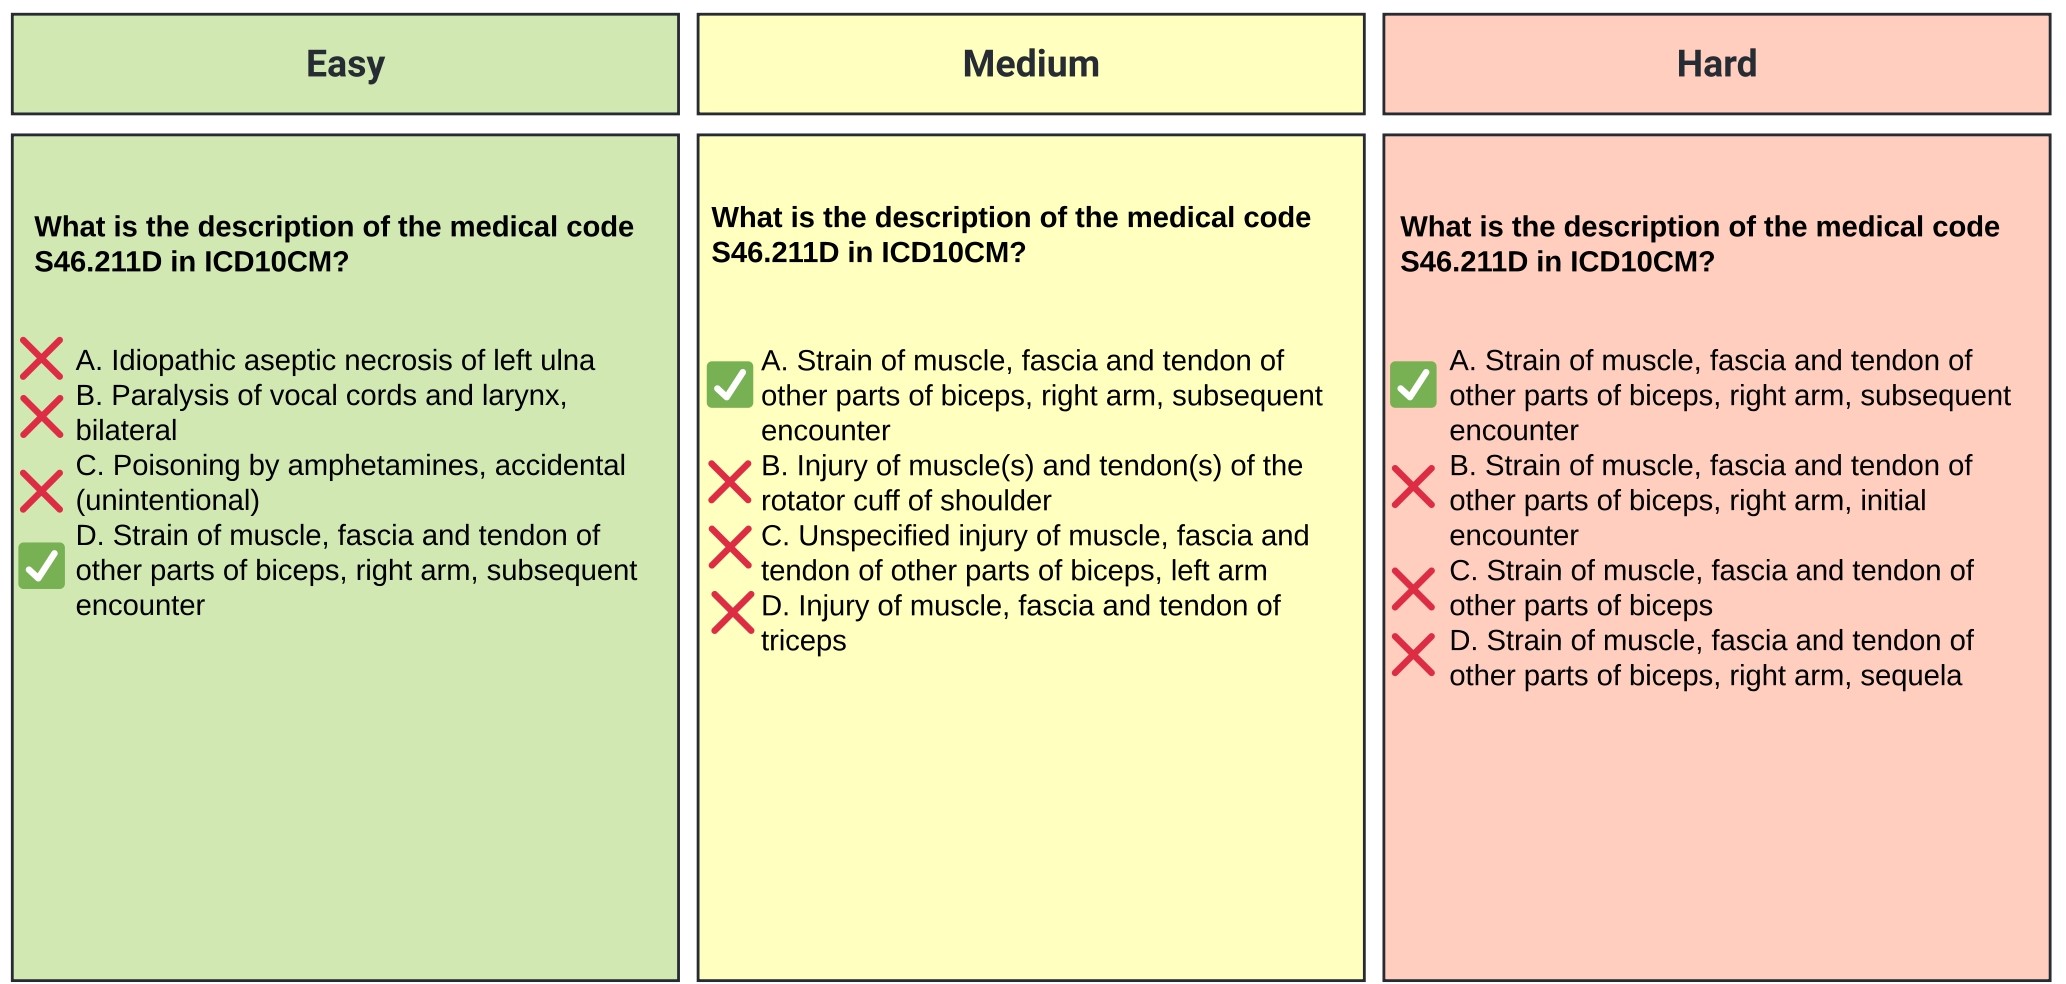 Easy
What is the description of the medical code
S46.211D in ICD10CM?
A. Idiopathic aseptic necrosis of left ulna
B. Paralysis of vocal cords and larynx,
bilateral
C. Poisoning by amphetamines, accidental
(unintentional)
D. Strain of muscle, fascia and tendon of
other parts of biceps, right arm, subsequent
encounter
Medium
What is the description of the medical code
S46.211D in ICD10CM?
A. Strain of muscle, fascia and tendon of
other parts of biceps, right arm, subsequent
encounter
B. Injury of muscle(s) and tendon(s) of the
rotator cuff of shoulder
C. Unspecified injury of muscle, fascia and
tendon of other parts of biceps, left arm
D. Injury of muscle, fascia and tendon of
triceps
Hard
What is the description of the medical code
S46.211D in ICD10CM?
A. Strain of muscle, fascia and tendon of
other parts of biceps, right arm, subsequent
encounter
B. Strain of muscle, fascia and tendon of
other parts of biceps, right arm, initial
encounter
C. Strain of muscle, fascia and tendon of
other parts of biceps
D. Strain of muscle, fascia and tendon of
other parts of biceps, right arm, sequela